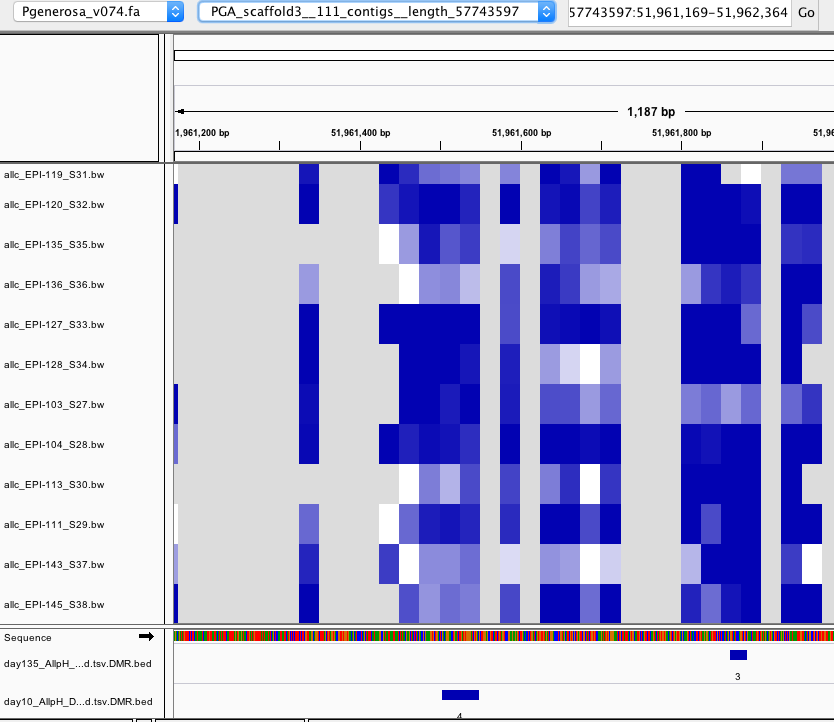 Pgenerosa_v074.fa PGA_scaffold3__111_contigs__length_57743597 57743597:51,961,169-51,962,364 Go
1,187 bp
1,961,200 bp 51,961,400 bp 51,961,600 bp 51,961,800 bp 51,96
allc_EPI-119_S31.bw
allc_EPI-120_S32.bw
allc_EPI-135_S35.bw
allc_EPI-136_S36.bw
allc_EPI-127_S33.bw
allc_EPI-128_S34.bw
allc_EPI-103_S27.bw
allc_EPI-104_S28.bw
allc_EPI-113_S30.bw
allc_EPI-111_S29.bw
allc_EPI-143_S37.bw
allc_EPI-145_S38.bw
Sequence
day135_AllpH_...d.tsv.DMR.bed
3
day10_AllpH_D...d.tsv.DMR.bed
4